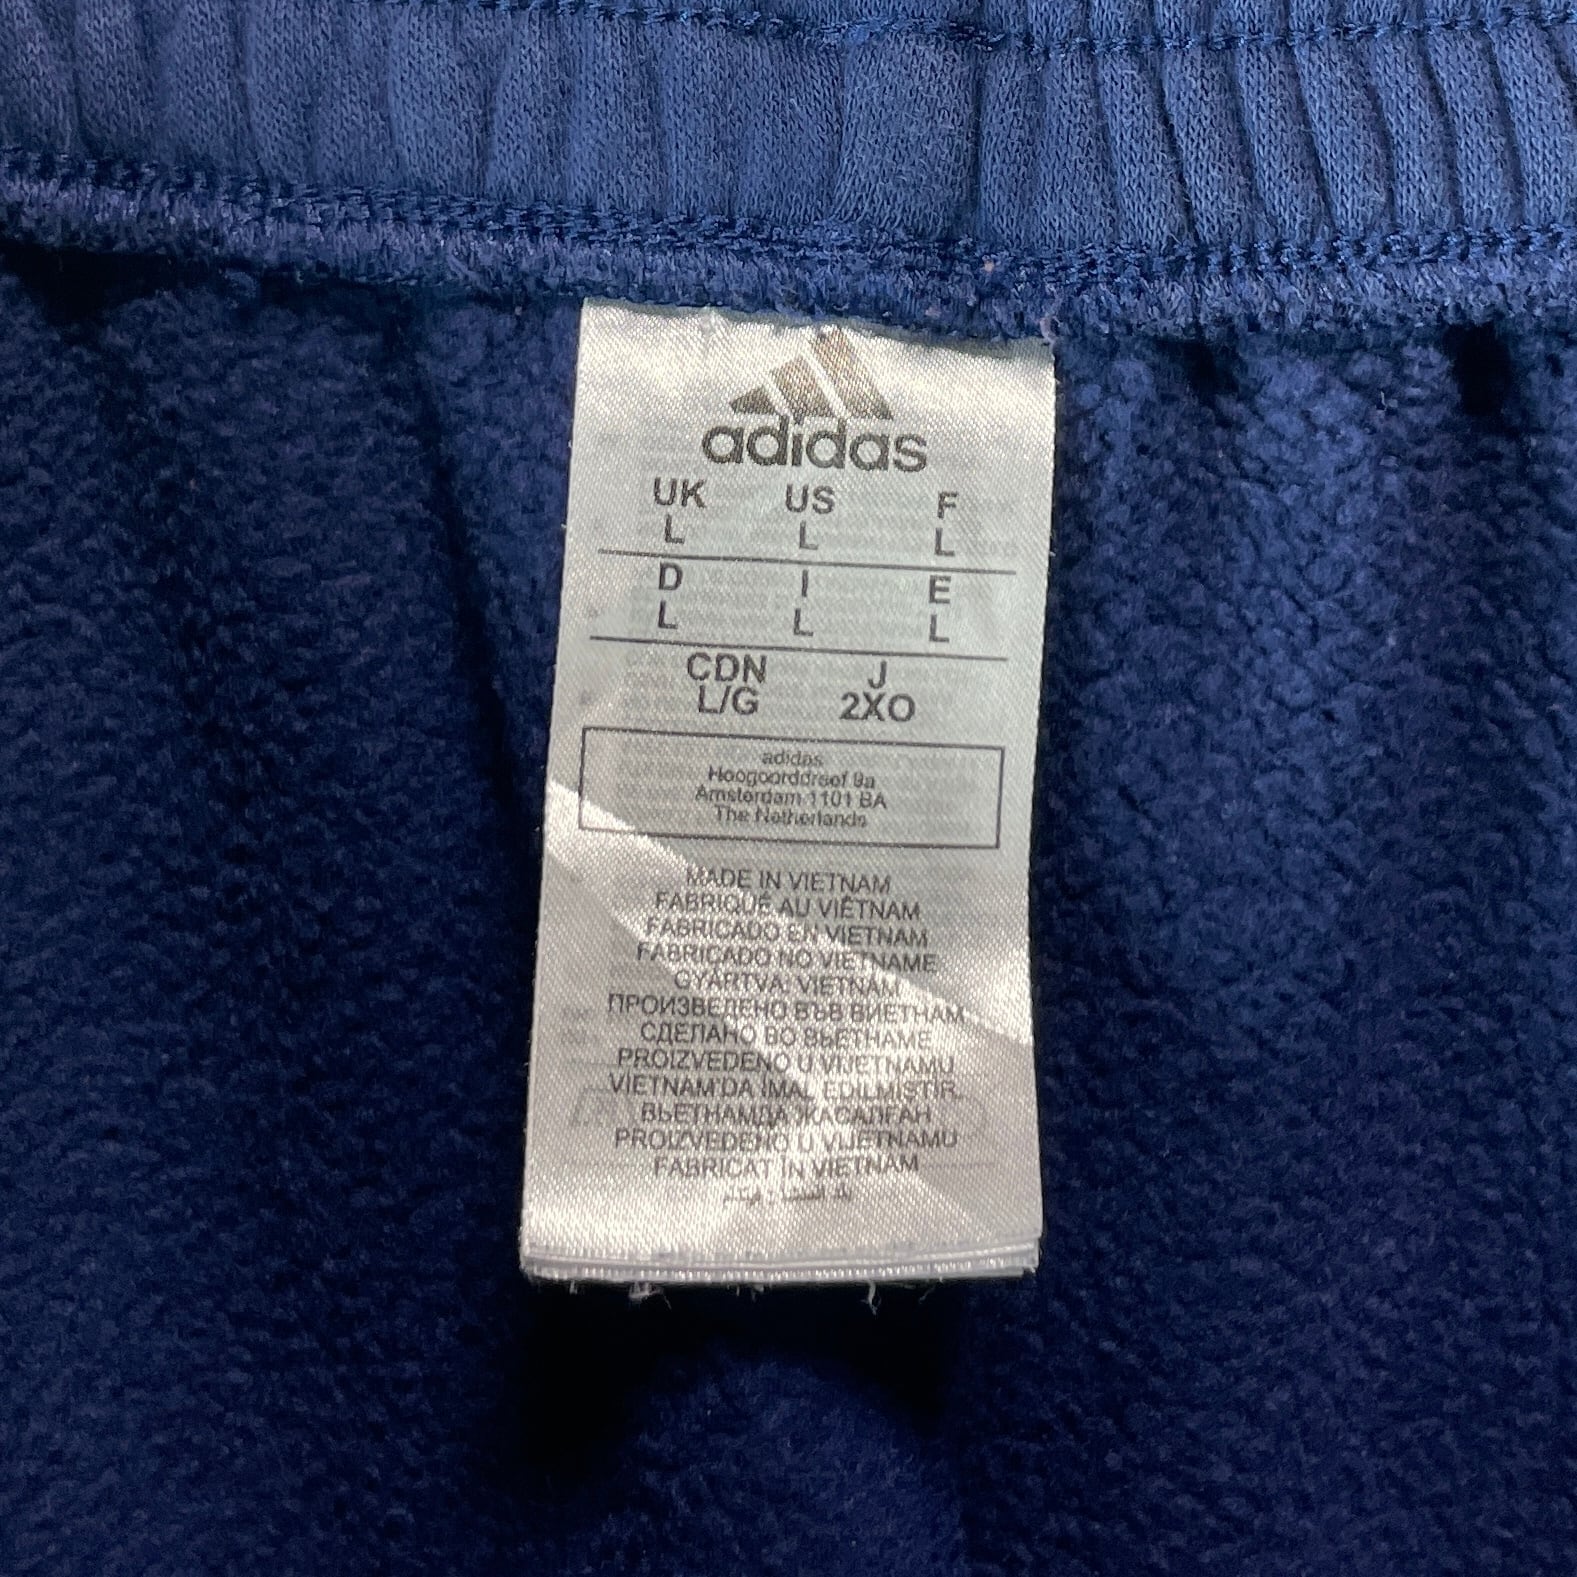 adidas
UK US F
L L L
D I E
L L L
CDN J
L/G 2XO
adidas
Hoogoorddreef 9a
Amsterdam 1101 BA
The Netherlands
MADE IN VIETNAM
FABRIQUÉ AU VIÊTNAM
FABRICADO EN VIETNAM
FABRICADO NO VIETNAME
GYÁRTVA: VIETNAM
ПРОИЗВЕДЕНО ВЪВ ВИЕТНАМ
СДЕЛАНО ВО ВЬЕТНАМЕ
PROIZVEDENO U VIJETNAMU
VIETNAM'DA İMAL EDİLMİŞTİR.
ВЬЕТНАМДА ЖАСАЛҒАН
PROIZVEDENO U VIJETNAMU
FABRICAT ÎN VIETNAM